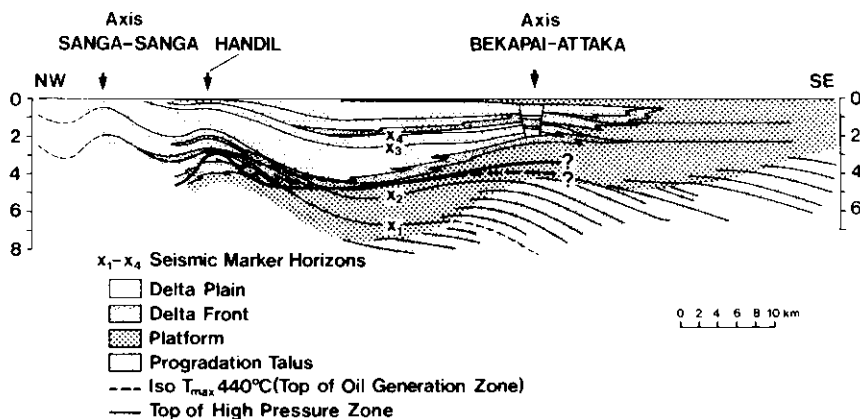 Axis
SANGA-SANGA HANDIL
Axis
BEKAPAI-ATTAKA
NW
SE
0
2
4
6
8
0
2
4
6
x₄
x₃
x₂
x₁
?
?
x₁-x₄ Seismic Marker Horizons
Delta Plain
Delta Front
Platform
Progradation Talus
Iso Tmax 440°C (Top of Oil Generation Zone)
Top of High Pressure Zone
0 2 4 6 8 10 km